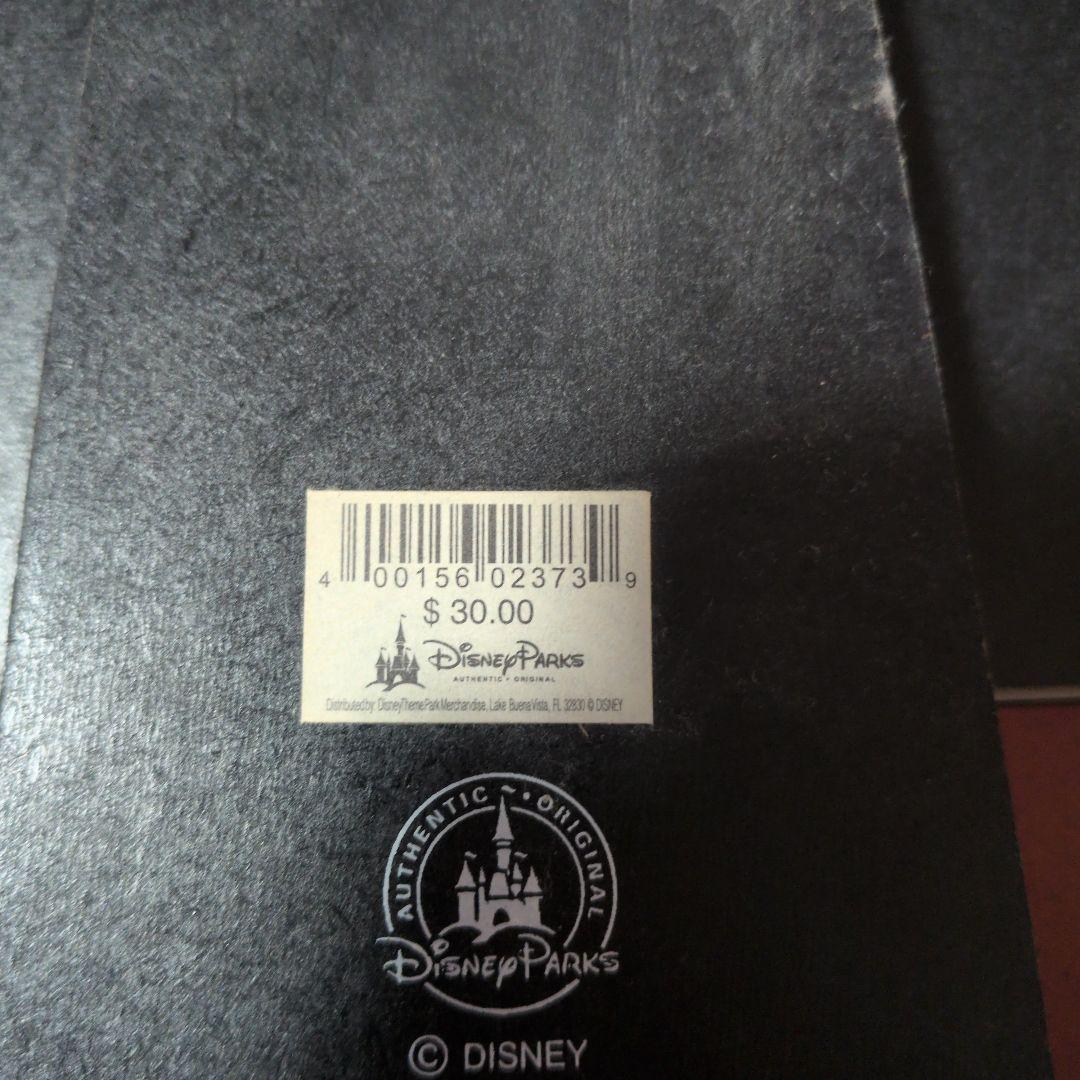 4 00156 02373 9
$ 30.00
DISNEYPARKS
AUTHENTIC • ORIGINAL
Distributed by: Disney Theme Park Merchandise, Lake Buena Vista, FL 32830 © DISNEY
AUTHENTIC • ORIGINAL
DISNEYPARKS
© DISNEY